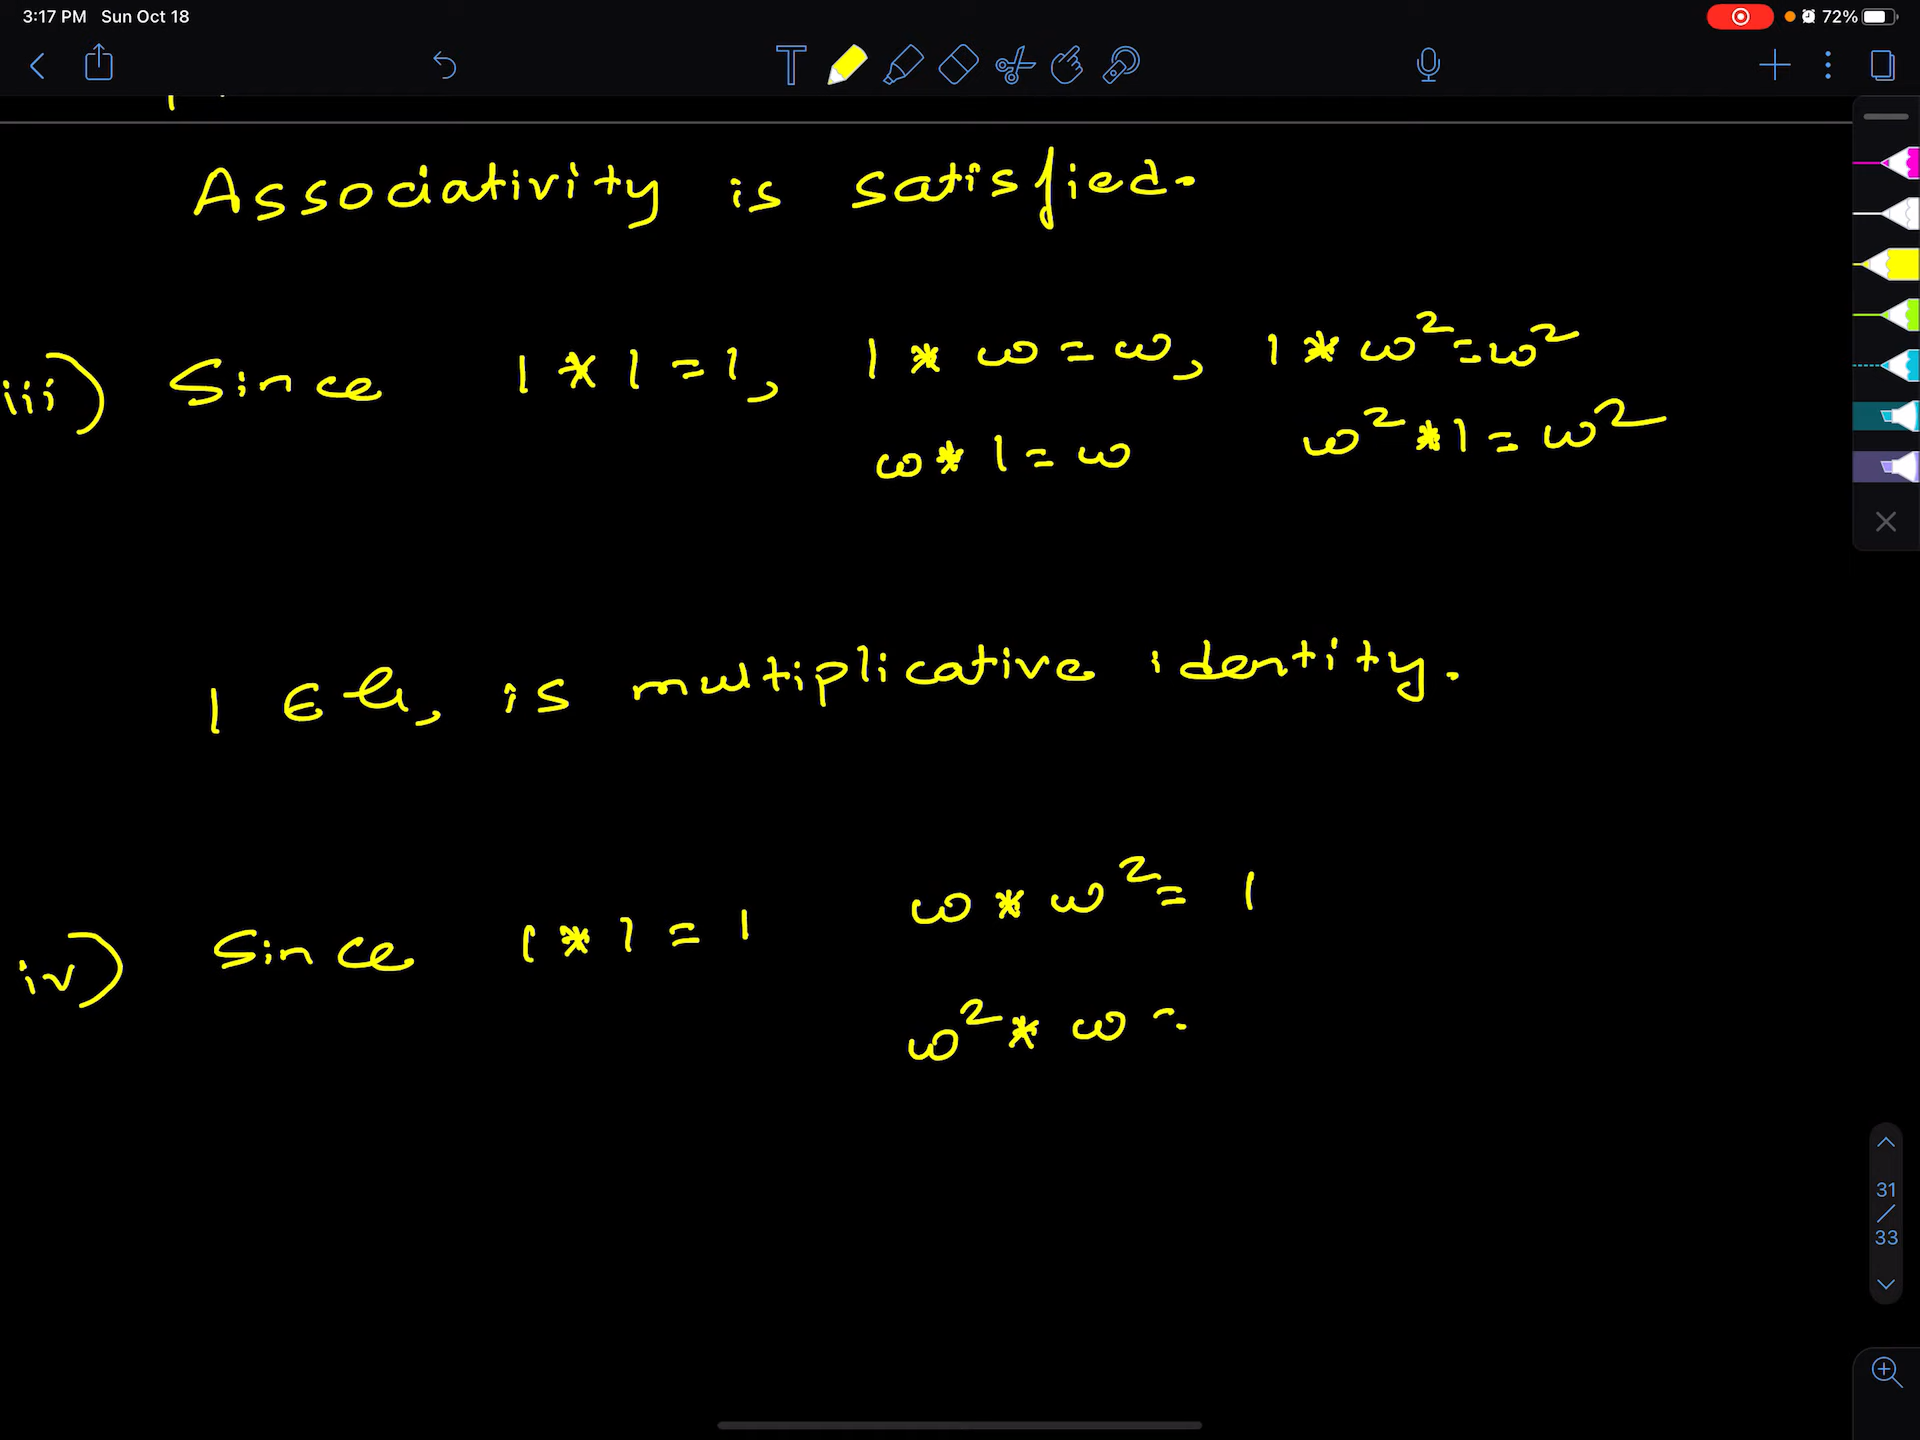 3:17 PM Sun Oct 18
72%
Associativity is satisfied.
iii) Since 1 * 1 = 1, 1 * ω = ω, 1 * ω² = ω²
ω * 1 = ω ω² * 1 = ω²
1 ∈ G, is multiplicative identity.
iv) Since 1 * 1 = 1 ω * ω² = 1
ω² * ω =
31
/
33